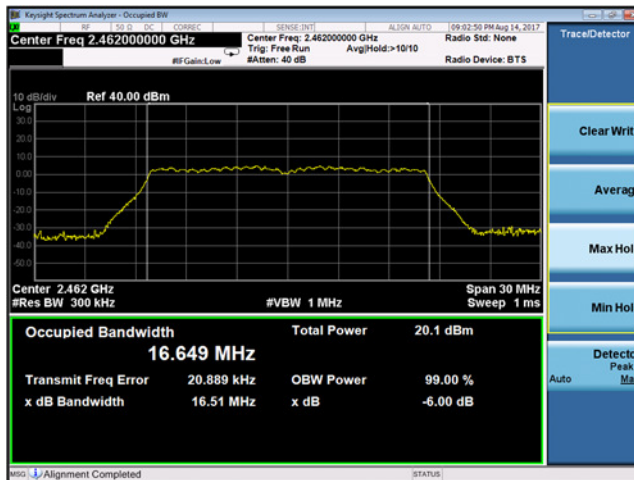 Keysight Spectrum Analyzer - Occupied BW
RF 50 Ω DC CORREC SENSE:INT ALIGN AUTO 09:02:50 PM Aug 14, 2017
Center Freq 2.462000000 GHz Center Freq: 2.462000000 GHz Radio Std: None
Trig: Free Run Avg|Hold:>10/10
#IFGain:Low #Atten: 40 dB Radio Device: BTS
Trace/Detector
10 dB/div Ref 40.00 dBm
Log
30.0
20.0
10.0
0.00
-10.0
-20.0
-30.0
-40.0
-50.0
Center 2.462 GHz Span 30 MHz
#Res BW 300 kHz #VBW 1 MHz Sweep 1 ms
Occupied Bandwidth Total Power 20.1 dBm
16.649 MHz
Transmit Freq Error 20.889 kHz OBW Power 99.00 %
x dB Bandwidth 16.51 MHz x dB -6.00 dB
Clear Writ
Averag
Max Hol
Min Hol
Detecto
Peak
Auto Ma
MSG Alignment Completed STATUS